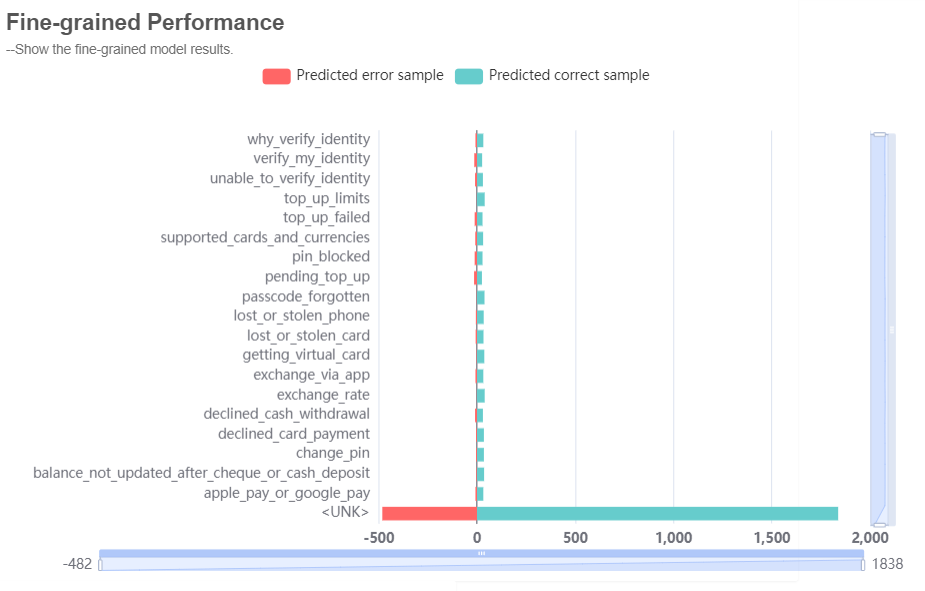 Fine-grained Performance
--Show the fine-grained model results.
Predicted error sample Predicted correct sample
why_verify_identity
verify_my_identity
unable_to_verify_identity
top_up_limits
top_up_failed
supported_cards_and_currencies
pin_blocked
pending_top_up
passcode_forgotten
lost_or_stolen_phone
lost_or_stolen_card
getting_virtual_card
exchange_via_app
exchange_rate
declined_cash_withdrawal
declined_card_payment
change_pin
balance_not_updated_after_cheque_or_cash_deposit
apple_pay_or_google_pay
<UNK>
-500 0 500 1,000 1,500 2,000
-482 1838